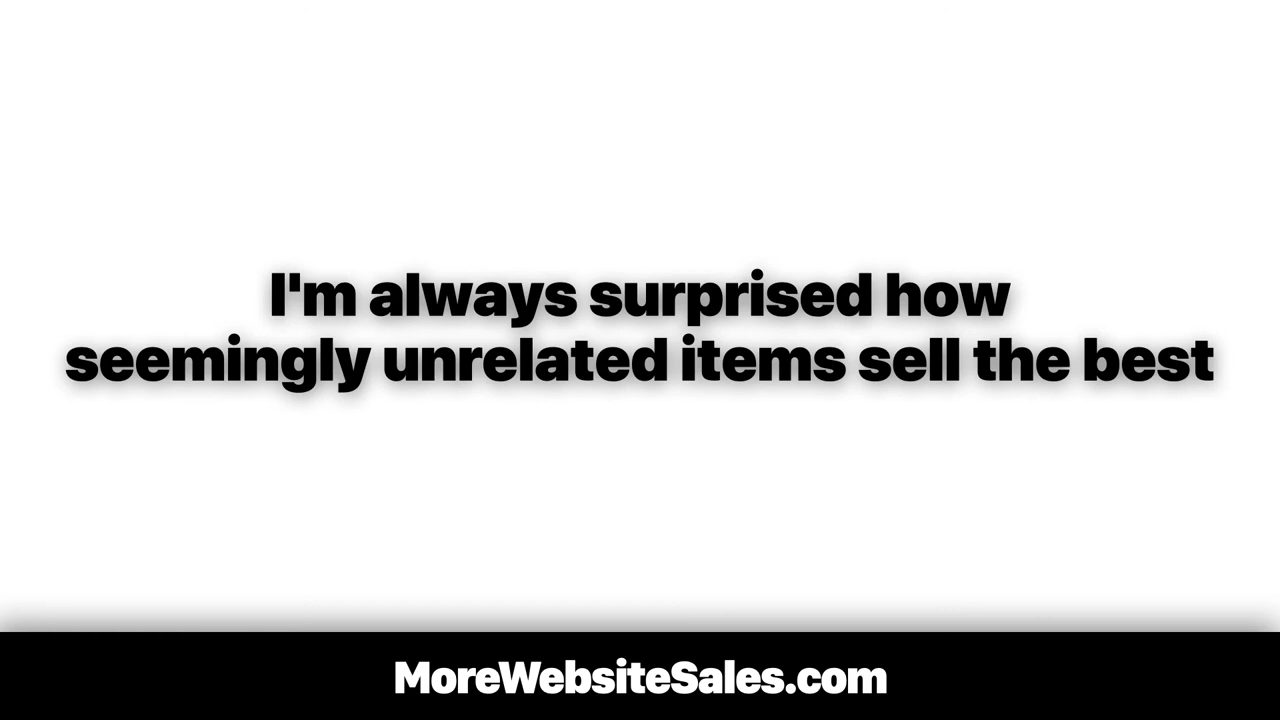 I'm always surprised how
seemingly unrelated items sell the best
MoreWebsiteSales.com